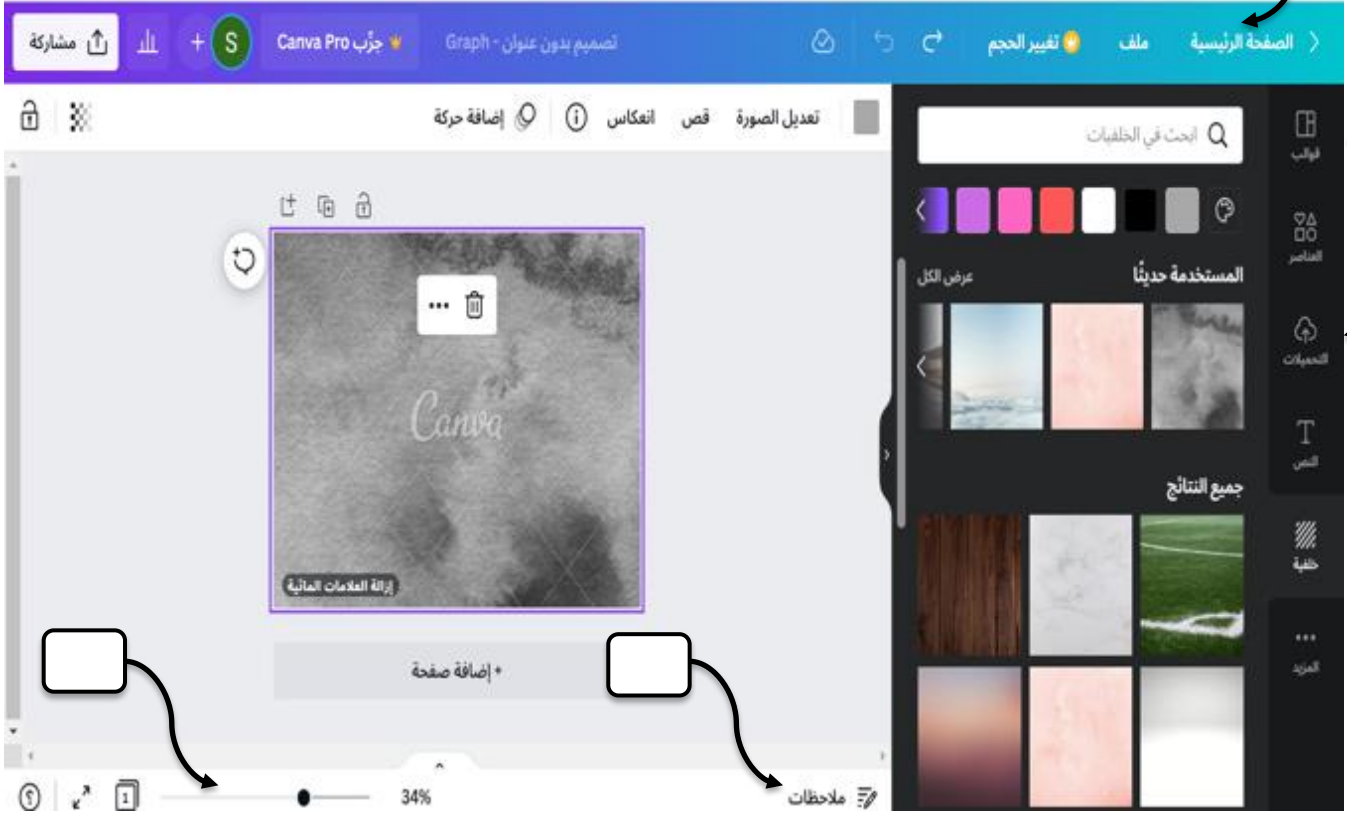 الصفحة الرئيسية
ملف
تغيير الحجم
تصميم بدون عنوان - Graph
جرِّب Canva Pro
S
+
مشاركة
تعديل الصورة
قص
انعكاس
إضافة حركة
قوالب
العناصر
التحميلات
النص
خلفية
المزيد
ابحث في الخلفيات
المستخدمة حديثًا
عرض الكل
جميع النتائج
Canva
إزالة العلامات المائية
+ إضافة صفحة
ملاحظات
34%
1
?